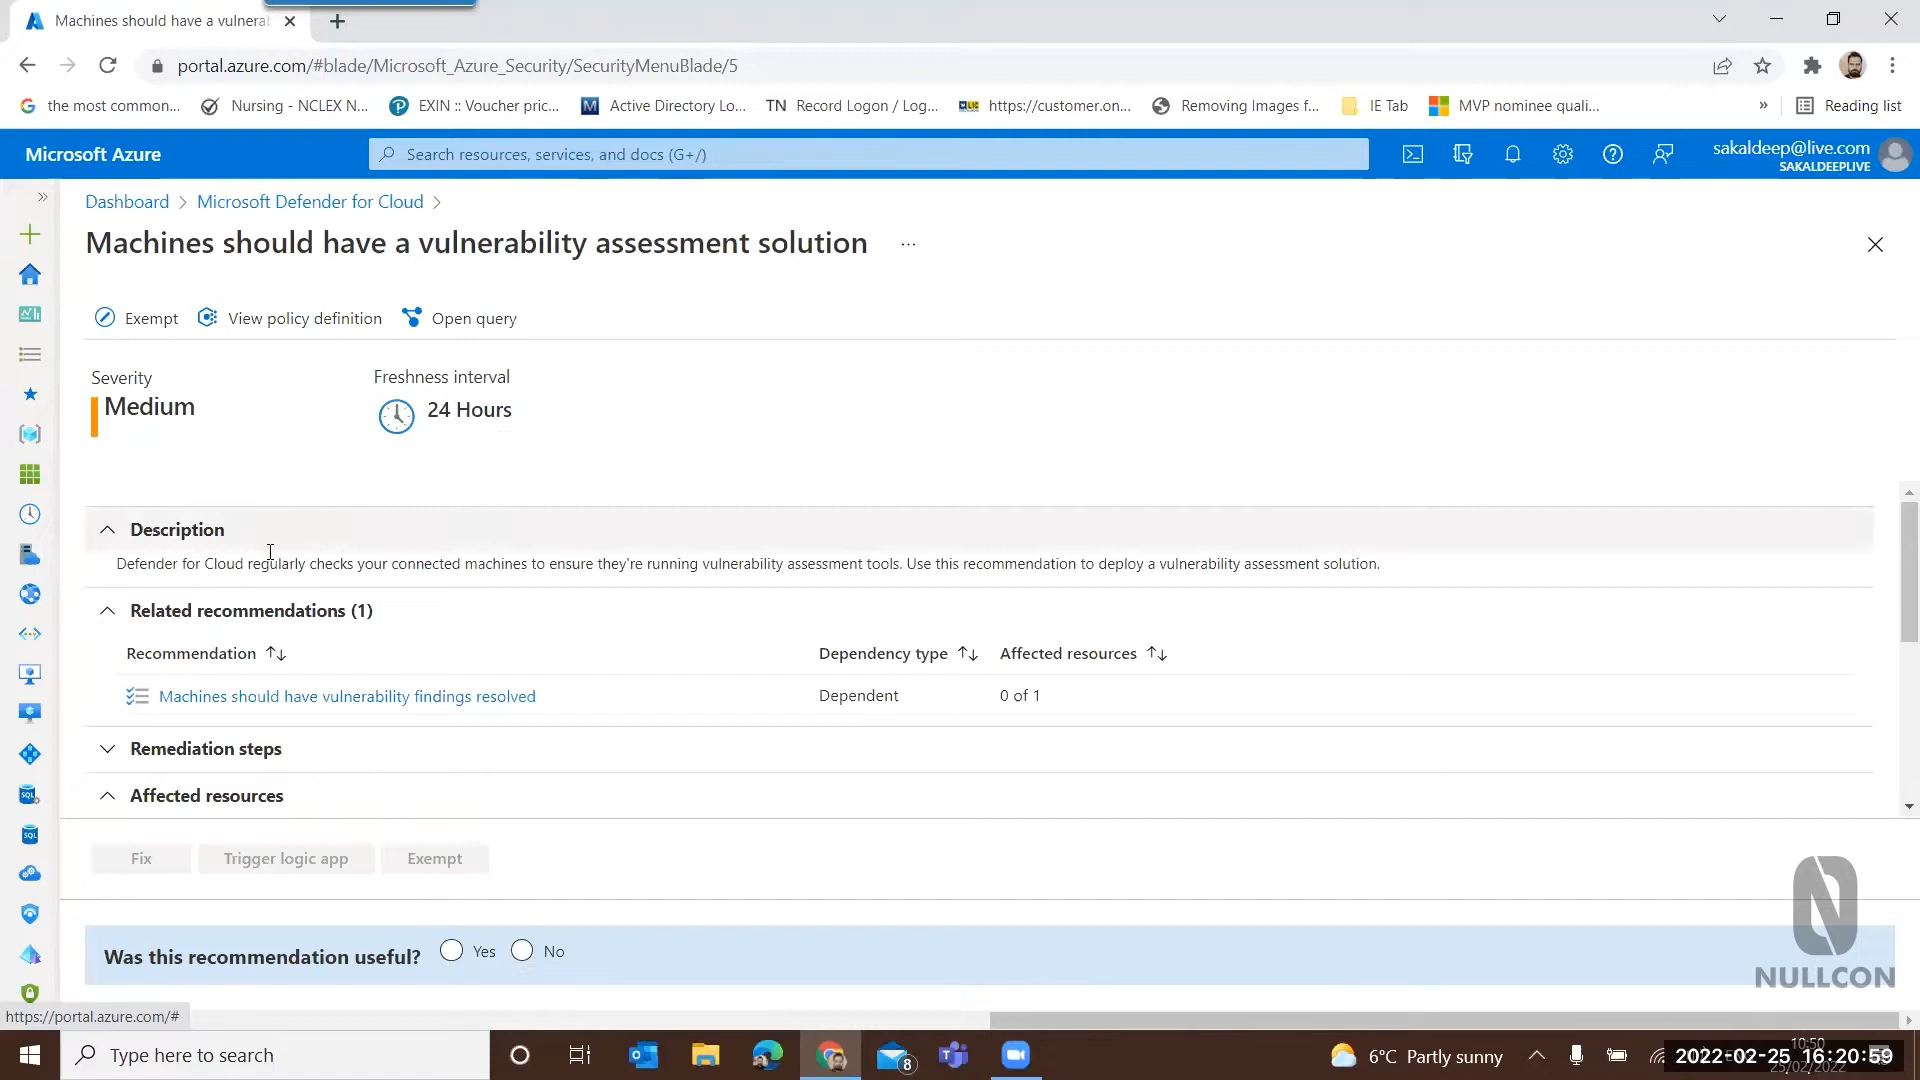 Machines should have a vulnera
portal.azure.com/#blade/Microsoft_Azure_Security/SecurityMenuBlade/5
the most common...
Nursing - NCLEX N...
EXIN :: Voucher pric...
Active Directory Lo...
TN Record Logon / Log...
https://customer.on...
Removing Images f...
IE Tab
MVP nominee quali...
»
Reading list
Microsoft Azure
Search resources, services, and docs (G+/)
sakaldeep@live.com
SAKALDEEPLIVE
Dashboard > Microsoft Defender for Cloud >
Machines should have a vulnerability assessment solution ...
Exempt
View policy definition
Open query
Severity
Medium
Freshness interval
24 Hours
Description
Defender for Cloud regularly checks your connected machines to ensure they're running vulnerability assessment tools. Use this recommendation to deploy a vulnerability assessment solution.
Related recommendations (1)
Recommendation ↑↓ Dependency type ↑↓ Affected resources ↑↓
Machines should have vulnerability findings resolved Dependent 0 of 1
Remediation steps
Affected resources
Fix
Trigger logic app
Exempt
Was this recommendation useful? Yes No
NULLCON
https://portal.azure.com/#
Type here to search
8
6°C Partly sunny
10:50
2022-02-25 16:20:59
25/02/2022